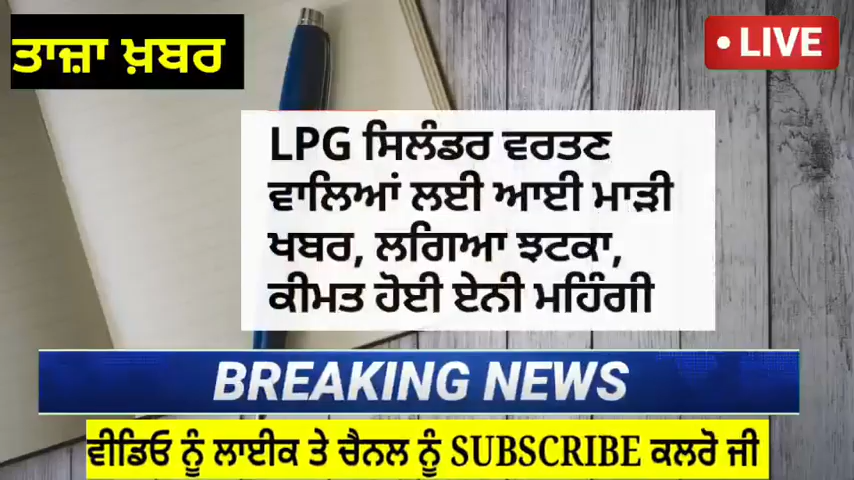 ਤਾਜ਼ਾ ਖ਼ਬਰ
LIVE
LPG ਸਿਲੰਡਰ ਵਰਤਣ
ਵਾਲਿਆਂ ਲਈ ਆਈ ਮਾੜੀ
ਖਬਰ, ਲਗਿਆ ਝਟਕਾ,
ਕੀਮਤ ਹੋਈ ਏਨੀ ਮਹਿੰਗੀ
BREAKING NEWS
ਵੀਡਿਓ ਨੂੰ ਲਾਈਕ ਤੇ ਚੈਨਲ ਨੂੰ SUBSCRIBE ਕਲਰੋ ਜੀ